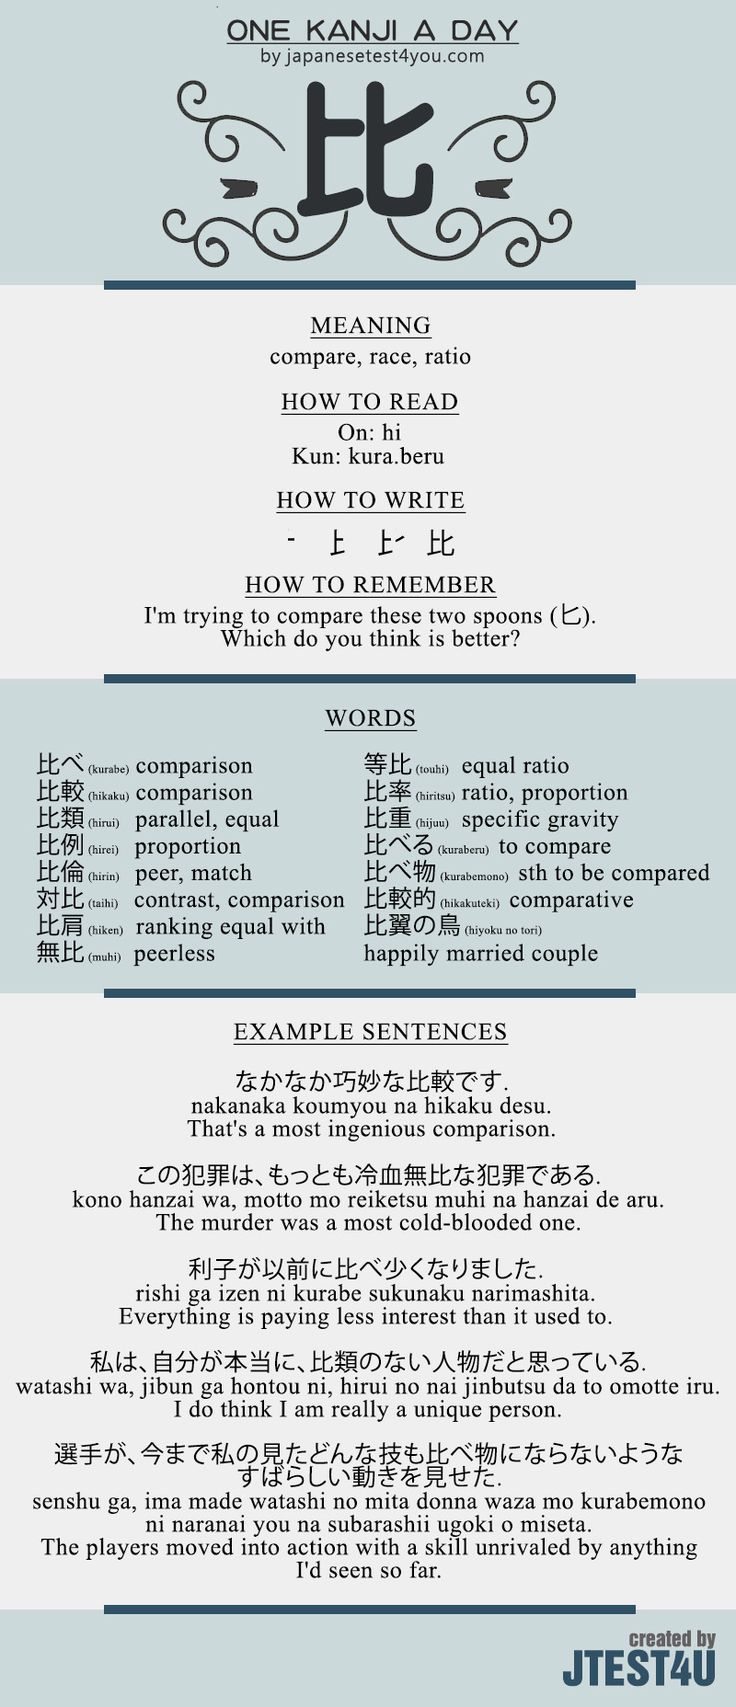 ONE KANJI A DAY
by japanesetest4you.com
比
MEANING
compare, race, ratio
HOW TO READ
On: hi
Kun: kura.beru
HOW TO WRITE
比
HOW TO REMEMBER
I'm trying to compare these two spoons (匕).
Which do you think is better?
WORDS
比べ (kurabe) comparison
比較 (hikaku) comparison
比類 (hirui) parallel, equal
比例 (hirei) proportion
比倫 (hirin) peer, match
対比 (taihi) contrast, comparison
比肩 (hiken) ranking equal with
無比 (muhi) peerless
等比 (touhi) equal ratio
比率 (hiritsu) ratio, proportion
比重 (hijuu) specific gravity
比べる (kuraberu) to compare
比べ物 (kurabemono) sth to be compared
比較的 (hikakuteki) comparative
比翼の鳥 (hiyoku no tori)
happily married couple
EXAMPLE SENTENCES
なかなか巧妙な比較です.
nakanaka koumyou na hikaku desu.
That's a most ingenious comparison.
この犯罪は、もっとも冷血無比な犯罪である.
kono hanzai wa, motto mo reiketsu muhi na hanzai de aru.
The murder was a most cold-blooded one.
利子が以前に比べ少くなりました.
rishi ga izen ni kurabe sukunaku narimashita.
Everything is paying less interest than it used to.
私は、自分が本当に、比類のない人物だと思っている.
watashi wa, jibun ga hontou ni, hirui no nai jinbutsu da to omotte iru.
I do think I am really a unique person.
選手が、今まで私の見たどんな技も比べ物にならないような
すばらしい動きを見せた.
senshu ga, ima made watashi no mita donna waza mo kurabemono
ni naranai you na subarashii ugoki o miseta.
The players moved into action with a skill unrivaled by anything
I'd seen so far.
created by
JTEST4U